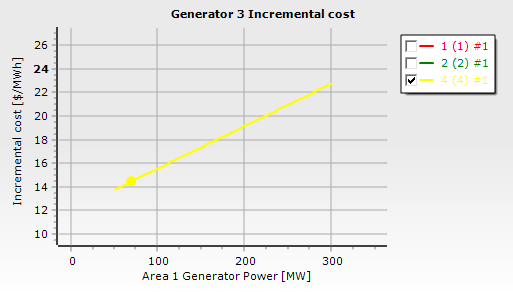 Generator 3 Incremental cost
Incremental cost [$/MWh]
26
24
22
20
18
16
14
12
10
0
100
200
300
Area 1 Generator Power [MW]
1 (1) #1
2 (2) #1
4 (4) #1